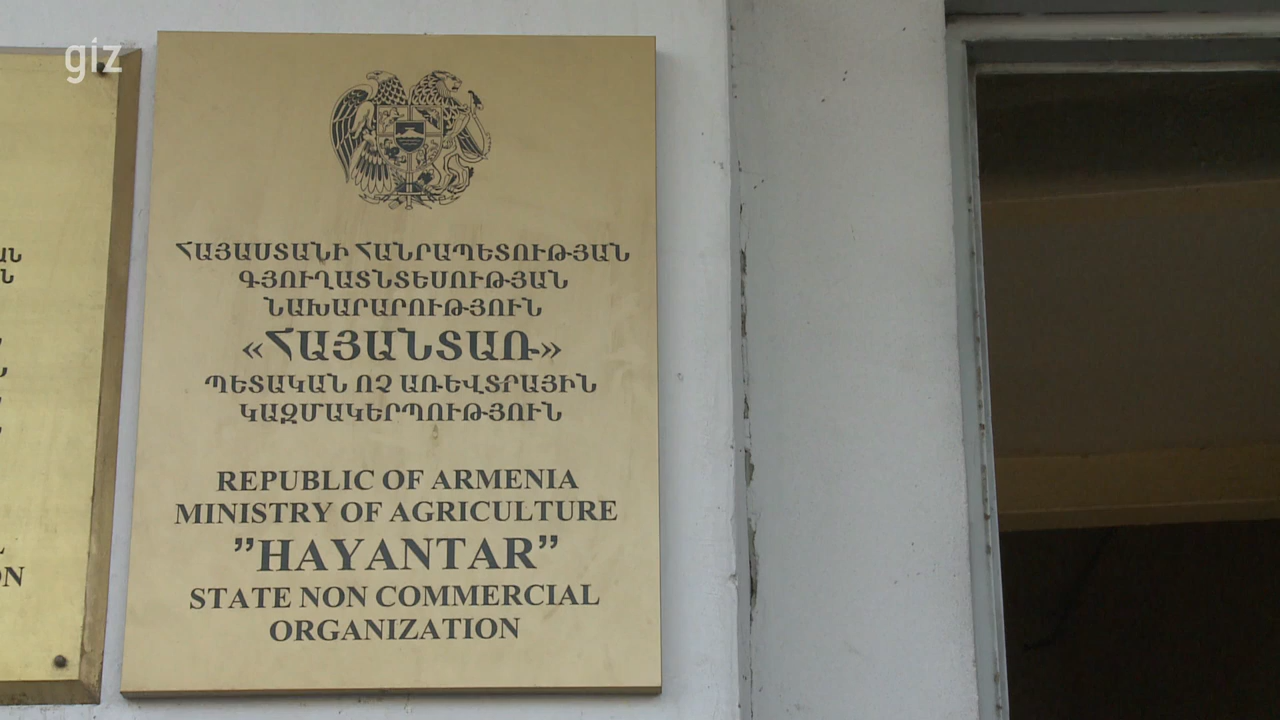 giz
ՀԱՅԱՍՏԱՆԻ ՀԱՆՐԱՊԵՏՈՒԹՅԱՆ
ԳՅՈՒՂԱՏՆՏԵՍՈՒԹՅԱՆ
ՆԱԽԱՐԱՐՈՒԹՅՈՒՆ
«ՀԱՅԱՆՏԱՌ»
ՊԵՏԱԿԱՆ ՈՉ ԱՌԵՎՏՐԱՅԻՆ
ԿԱԶՄԱԿԵՐՊՈՒԹՅՈՒՆ
REPUBLIC OF ARMENIA
MINISTRY OF AGRICULTURE
”HAYANTAR”
STATE NON COMMERCIAL
ORGANIZATION